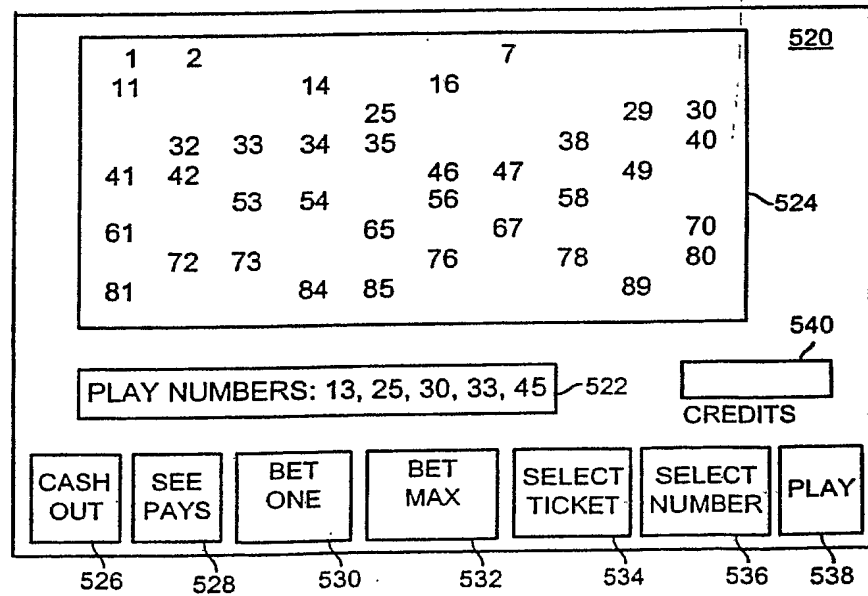 520
1 2 7
11 14 16
25 29 30
32 33 34 35 38 40
41 42 46 47 49
53 54 56 58
524
61 65 67 70
72 73 76 78 80
81 84 85 89
540
PLAY NUMBERS: 13, 25, 30, 33, 45
522
CREDITS
CASH OUT
SEE PAYS
BET ONE
BET MAX
SELECT TICKET
SELECT NUMBER
PLAY
526 528 530 532 534 536 538